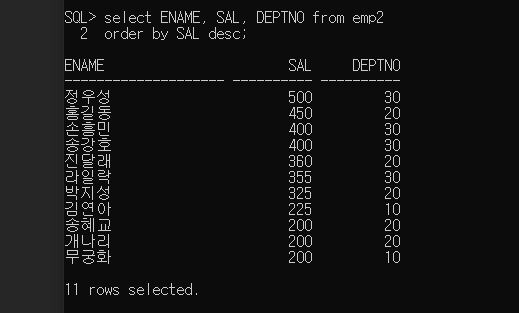 SQL> select ENAME, SAL, DEPTNO from emp2
2 order by SAL desc;
ENAME SAL DEPTNO
-------------------- ---------- ----------
정우성 500 30
홍길동 450 20
손흥민 400 30
송강호 400 30
진달래 360 20
라일락 355 30
박지성 325 20
김연아 225 10
송혜교 200 20
개나리 200 20
무궁화 200 10
11 rows selected.